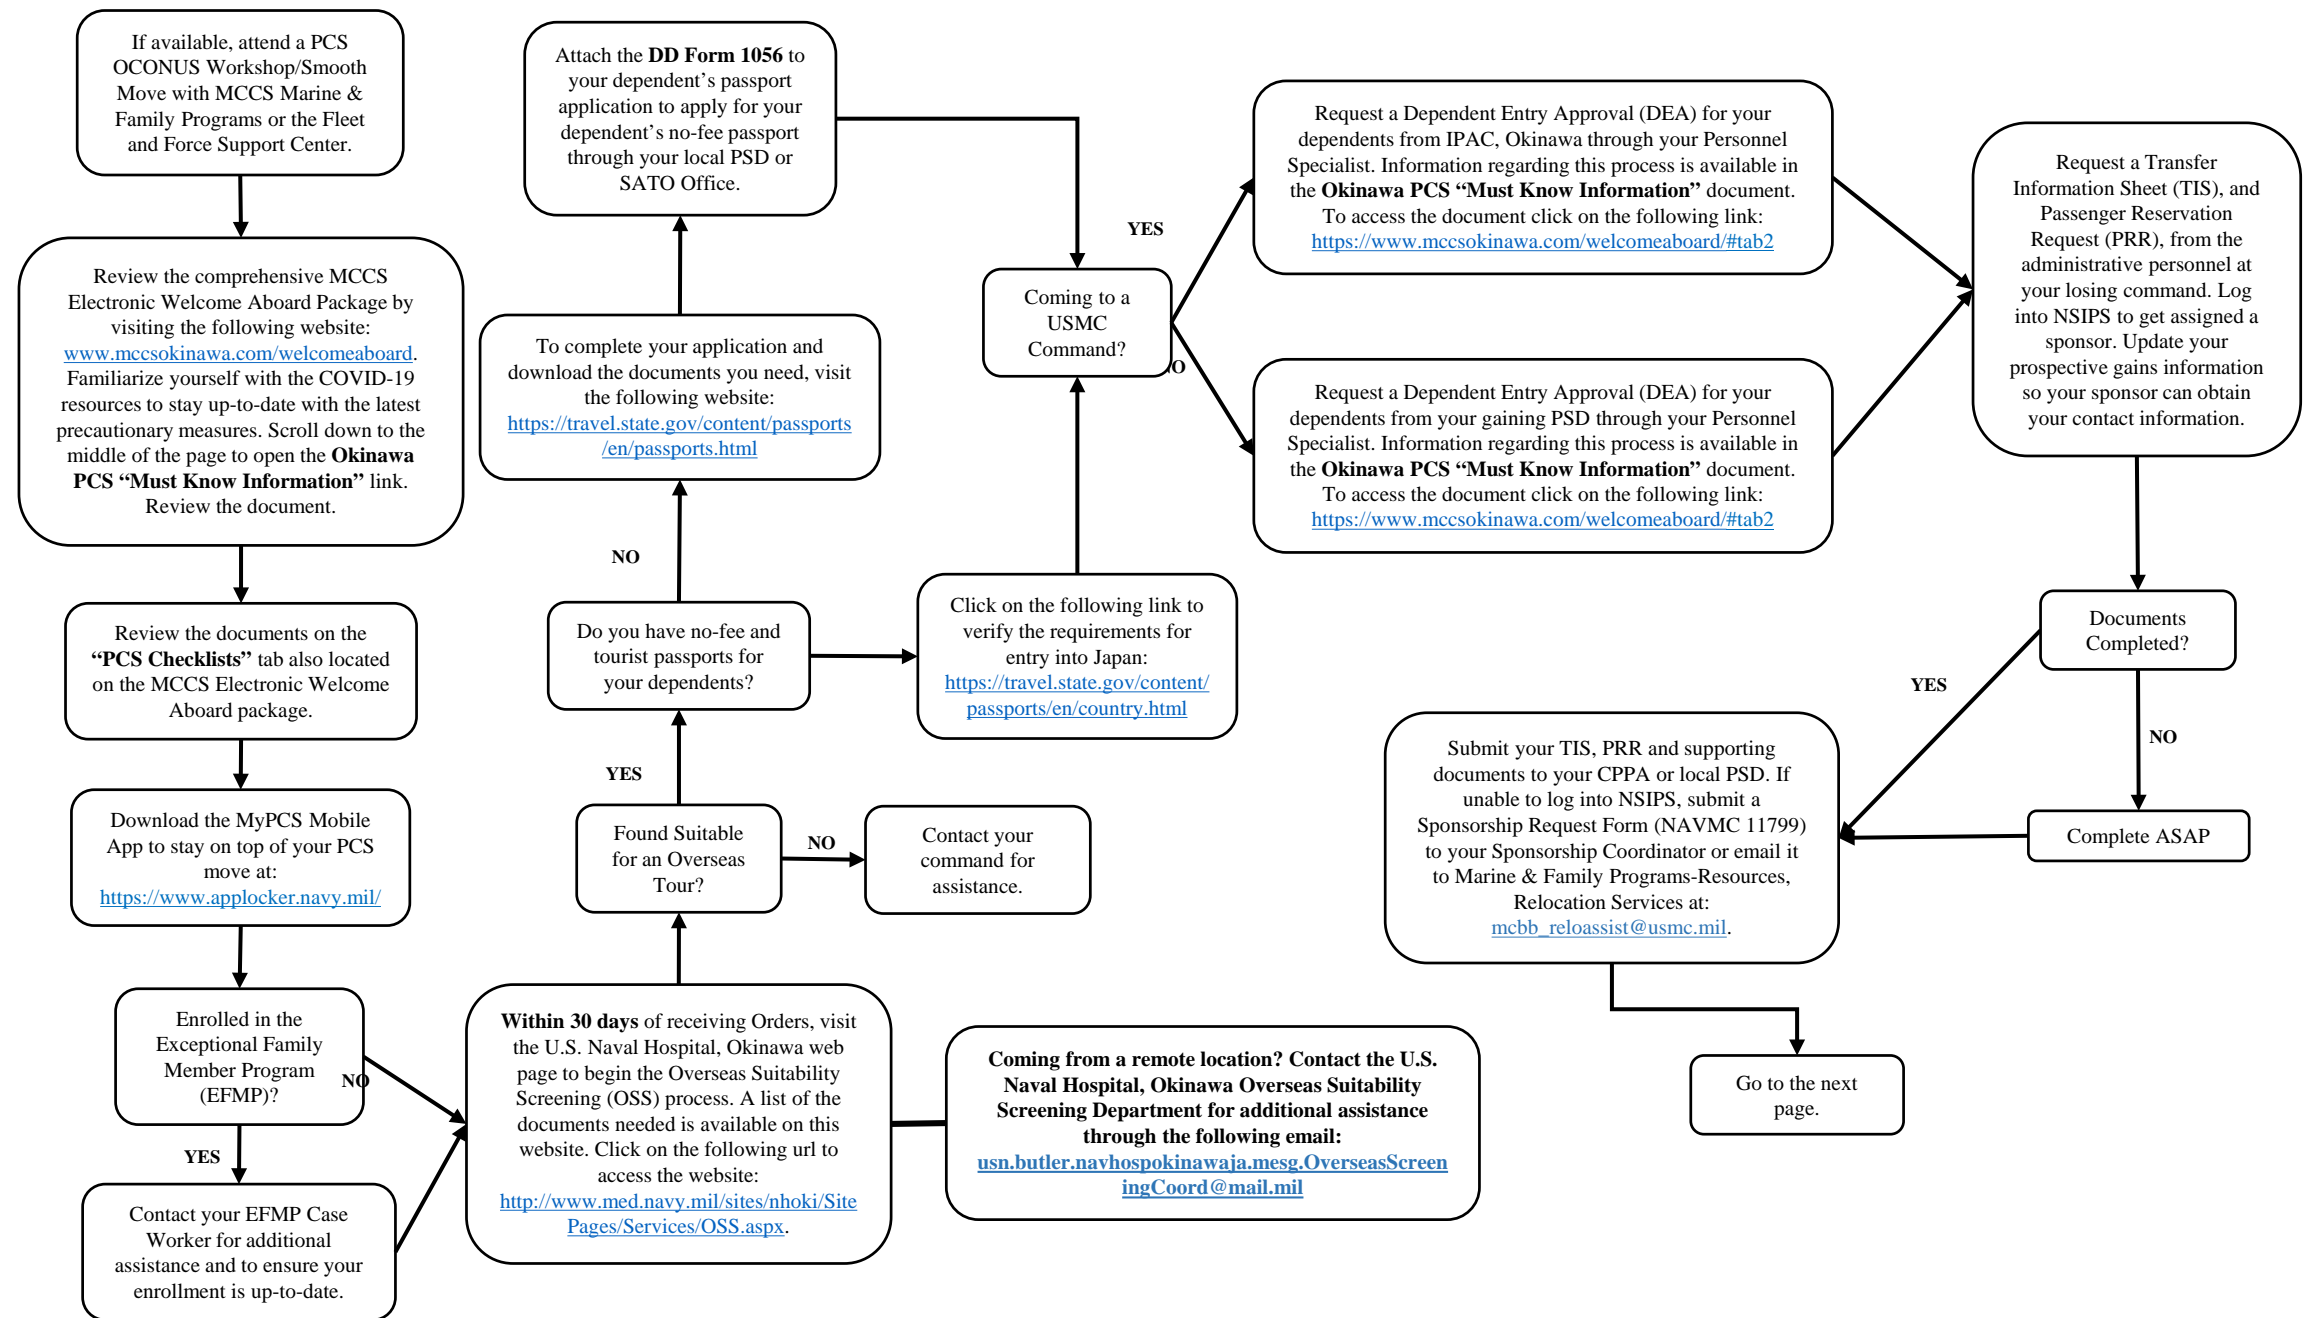 If available, attend a PCS
OCONUS Workshop/Smooth
Move with MCCS Marine &
Family Programs or the Fleet
and Force Support Center.
Review the comprehensive MCCS
Electronic Welcome Aboard Package by
visiting the following website:
www.mccsokinawa.com/welcomeaboard.
Familiarize yourself with the COVID-19
resources to stay up-to-date with the latest
precautionary measures. Scroll down to the
middle of the page to open the Okinawa
PCS “Must Know Information” link.
Review the document.
Review the documents on the
“PCS Checklists” tab also located
on the MCCS Electronic Welcome
Aboard package.
Download the MyPCS Mobile
App to stay on top of your PCS
move at:
https://www.applocker.navy.mil/
Enrolled in the
Exceptional Family
Member Program
(EFMP)?
NO
YES
Contact your EFMP Case
Worker for additional
assistance and to ensure your
enrollment is up-to-date.
Within 30 days of receiving Orders, visit
the U.S. Naval Hospital, Okinawa web
page to begin the Overseas Suitability
Screening (OSS) process. A list of the
documents needed is available on this
website. Click on the following url to
access the website:
http://www.med.navy.mil/sites/nhoki/Site
Pages/Services/OSS.aspx.
Coming from a remote location? Contact the U.S.
Naval Hospital, Okinawa Overseas Suitability
Screening Department for additional assistance
through the following email:
usn.butler.navhospokinawaja.mesg.OverseasScreen
ingCoord@mail.mil
Found Suitable
for an Overseas
Tour?
NO
Contact your
command for
assistance.
YES
Do you have no-fee and
tourist passports for
your dependents?
NO
To complete your application and
download the documents you need, visit
the following website:
https://travel.state.gov/content/passports
/en/passports.html
Attach the DD Form 1056 to
your dependent’s passport
application to apply for your
dependent’s no-fee passport
through your local PSD or
SATO Office.
Click on the following link to
verify the requirements for
entry into Japan:
https://travel.state.gov/content/
passports/en/country.html
Coming to a
USMC
Command?
YES
NO
Request a Dependent Entry Approval (DEA) for your
dependents from IPAC, Okinawa through your Personnel
Specialist. Information regarding this process is available in
the Okinawa PCS “Must Know Information” document.
To access the document click on the following link:
https://www.mccsokinawa.com/welcomeaboard/#tab2
Request a Dependent Entry Approval (DEA) for your
dependents from your gaining PSD through your Personnel
Specialist. Information regarding this process is available in
the Okinawa PCS “Must Know Information” document.
To access the document click on the following link:
https://www.mccsokinawa.com/welcomeaboard/#tab2
Request a Transfer
Information Sheet (TIS), and
Passenger Reservation
Request (PRR), from the
administrative personnel at
your losing command. Log
into NSIPS to get assigned a
sponsor. Update your
prospective gains information
so your sponsor can obtain
your contact information.
Documents
Completed?
YES
NO
Complete ASAP
Submit your TIS, PRR and supporting
documents to your CPPA or local PSD. If
unable to log into NSIPS, submit a
Sponsorship Request Form (NAVMC 11799)
to your Sponsorship Coordinator or email it
to Marine & Family Programs-Resources,
Relocation Services at:
mcbb_reloassist@usmc.mil.
Go to the next
page.